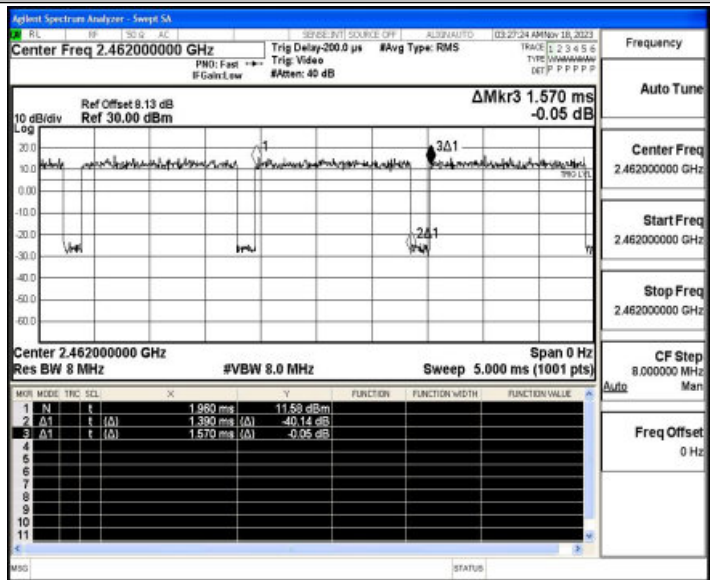 Agilent Spectrum Analyzer - Swept SA
RL RF 50 Ω AC SENSE:INT SOURCE OFF ALIGNAUTO 03:27:24 AM Nov 18, 2023
Center Freq 2.462000000 GHz
PNO: Fast
IFGain:Low
Trig Delay-200.0 µs
Trig: Video
#Atten: 40 dB
#Avg Type: RMS
TRACE 1 2 3 4 5 6
TYPE WWWWWW
DET P P P P P P
Frequency
Auto Tune
Center Freq
2.462000000 GHz
Start Freq
2.462000000 GHz
Stop Freq
2.462000000 GHz
CF Step
8.000000 MHz
Auto Man
Freq Offset
0 Hz
ΔMkr3 1.570 ms
-0.05 dB
Ref Offset 8.13 dB
10 dB/div Ref 30.00 dBm
Log
20.0
10.0
0.00
-10.0
-20.0
-30.0
-40.0
-50.0
-60.0
1
3Δ1
TRIG LVL
2Δ1
Center 2.462000000 GHz Span 0 Hz
Res BW 8 MHz #VBW 8.0 MHz Sweep 5.000 ms (1001 pts)
MKR MODE TRC SCL X Y FUNCTION FUNCTION WIDTH FUNCTION VALUE
1 N t 1.960 ms 11.59 dBm
2 Δ1 t (Δ) 1.390 ms (Δ) -40.14 dB
3 Δ1 t (Δ) 1.570 ms (Δ) -0.05 dB
4
5
6
7
8
9
10
11
MSG STATUS